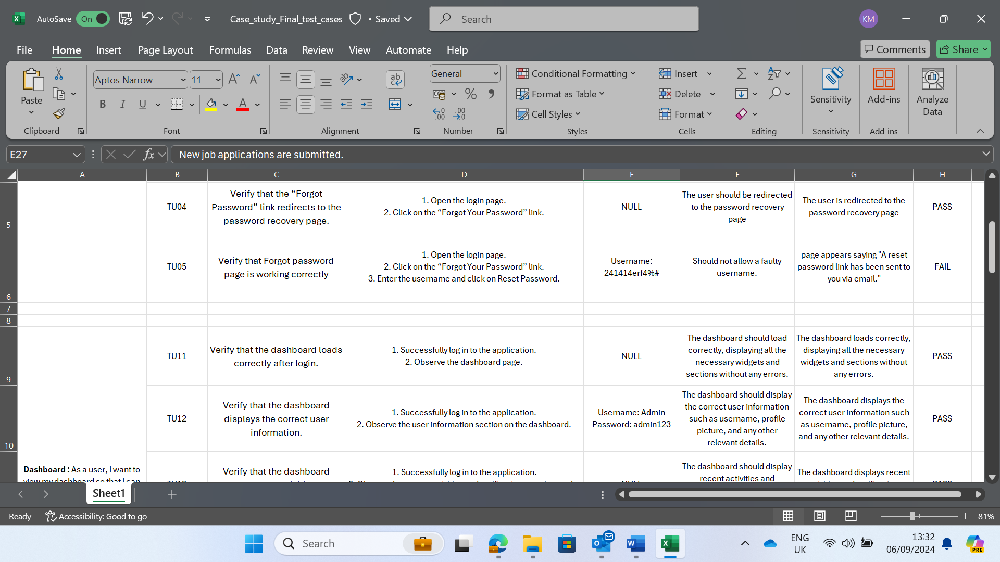 AutoSave On Case_study_Final_test_cases • Saved Search KM
File Home Insert Page Layout Formulas Data Review View Automate Help Comments Share
Paste
Clipboard
Aptos Narrow 11
B I U
Font
ab
Alignment
General
% 
Number
Conditional Formatting
Format as Table
Cell Styles
Styles
Insert
Delete
Format
Cells
Editing
Sensitivity
Sensitivity
Add-ins
Add-ins
Analyze
Data
E27 fx New job applications are submitted.
A B C D E F G H
5
TU04
Verify that the “Forgot
Password” link redirects to the
password recovery page.
1. Open the login page.
2. Click on the “Forgot Your Password” link.
NULL
The user should be redirected
to the password recovery
page
The user is redirected to the
password recovery page
PASS
6
TU05
Verify that Forgot password
page is working correctly
1. Open the login page.
2. Click on the “Forgot Your Password” link.
3. Enter the username and click on Reset Password.
Username:
241414erf4%#
Should not allow a faulty
username.
page appears saying "A reset
password link has been sent to
you via email."
FAIL
7
8
9
TU11
Verify that the dashboard loads
correctly after login.
1. Successfully log in to the application.
2. Observe the dashboard page.
NULL
The dashboard should load
correctly, displaying all the
necessary widgets and
sections without any errors.
The dashboard loads correctly,
displaying all the necessary
widgets and sections without
any errors.
PASS
10
TU12
Verify that the dashboard
displays the correct user
information.
1. Successfully log in to the application.
2. Observe the user information section on the dashboard.
Username: Admin
Password: admin123
The dashboard should display
the correct user information
such as username, profile
picture, and any other
relevant details.
The dashboard displays the
correct user information such
as username, profile picture,
and any other relevant details.
PASS
Dashboard : As a user, I want to
view my dashboard so that I can
Verify that the dashboard
1. Successfully log in to the application.
The dashboard should display
recent activities and
The dashboard displays recent
Sheet1
Ready Accessibility: Good to go 81%
Search
ENG
UK
13:32
06/09/2024
PRE